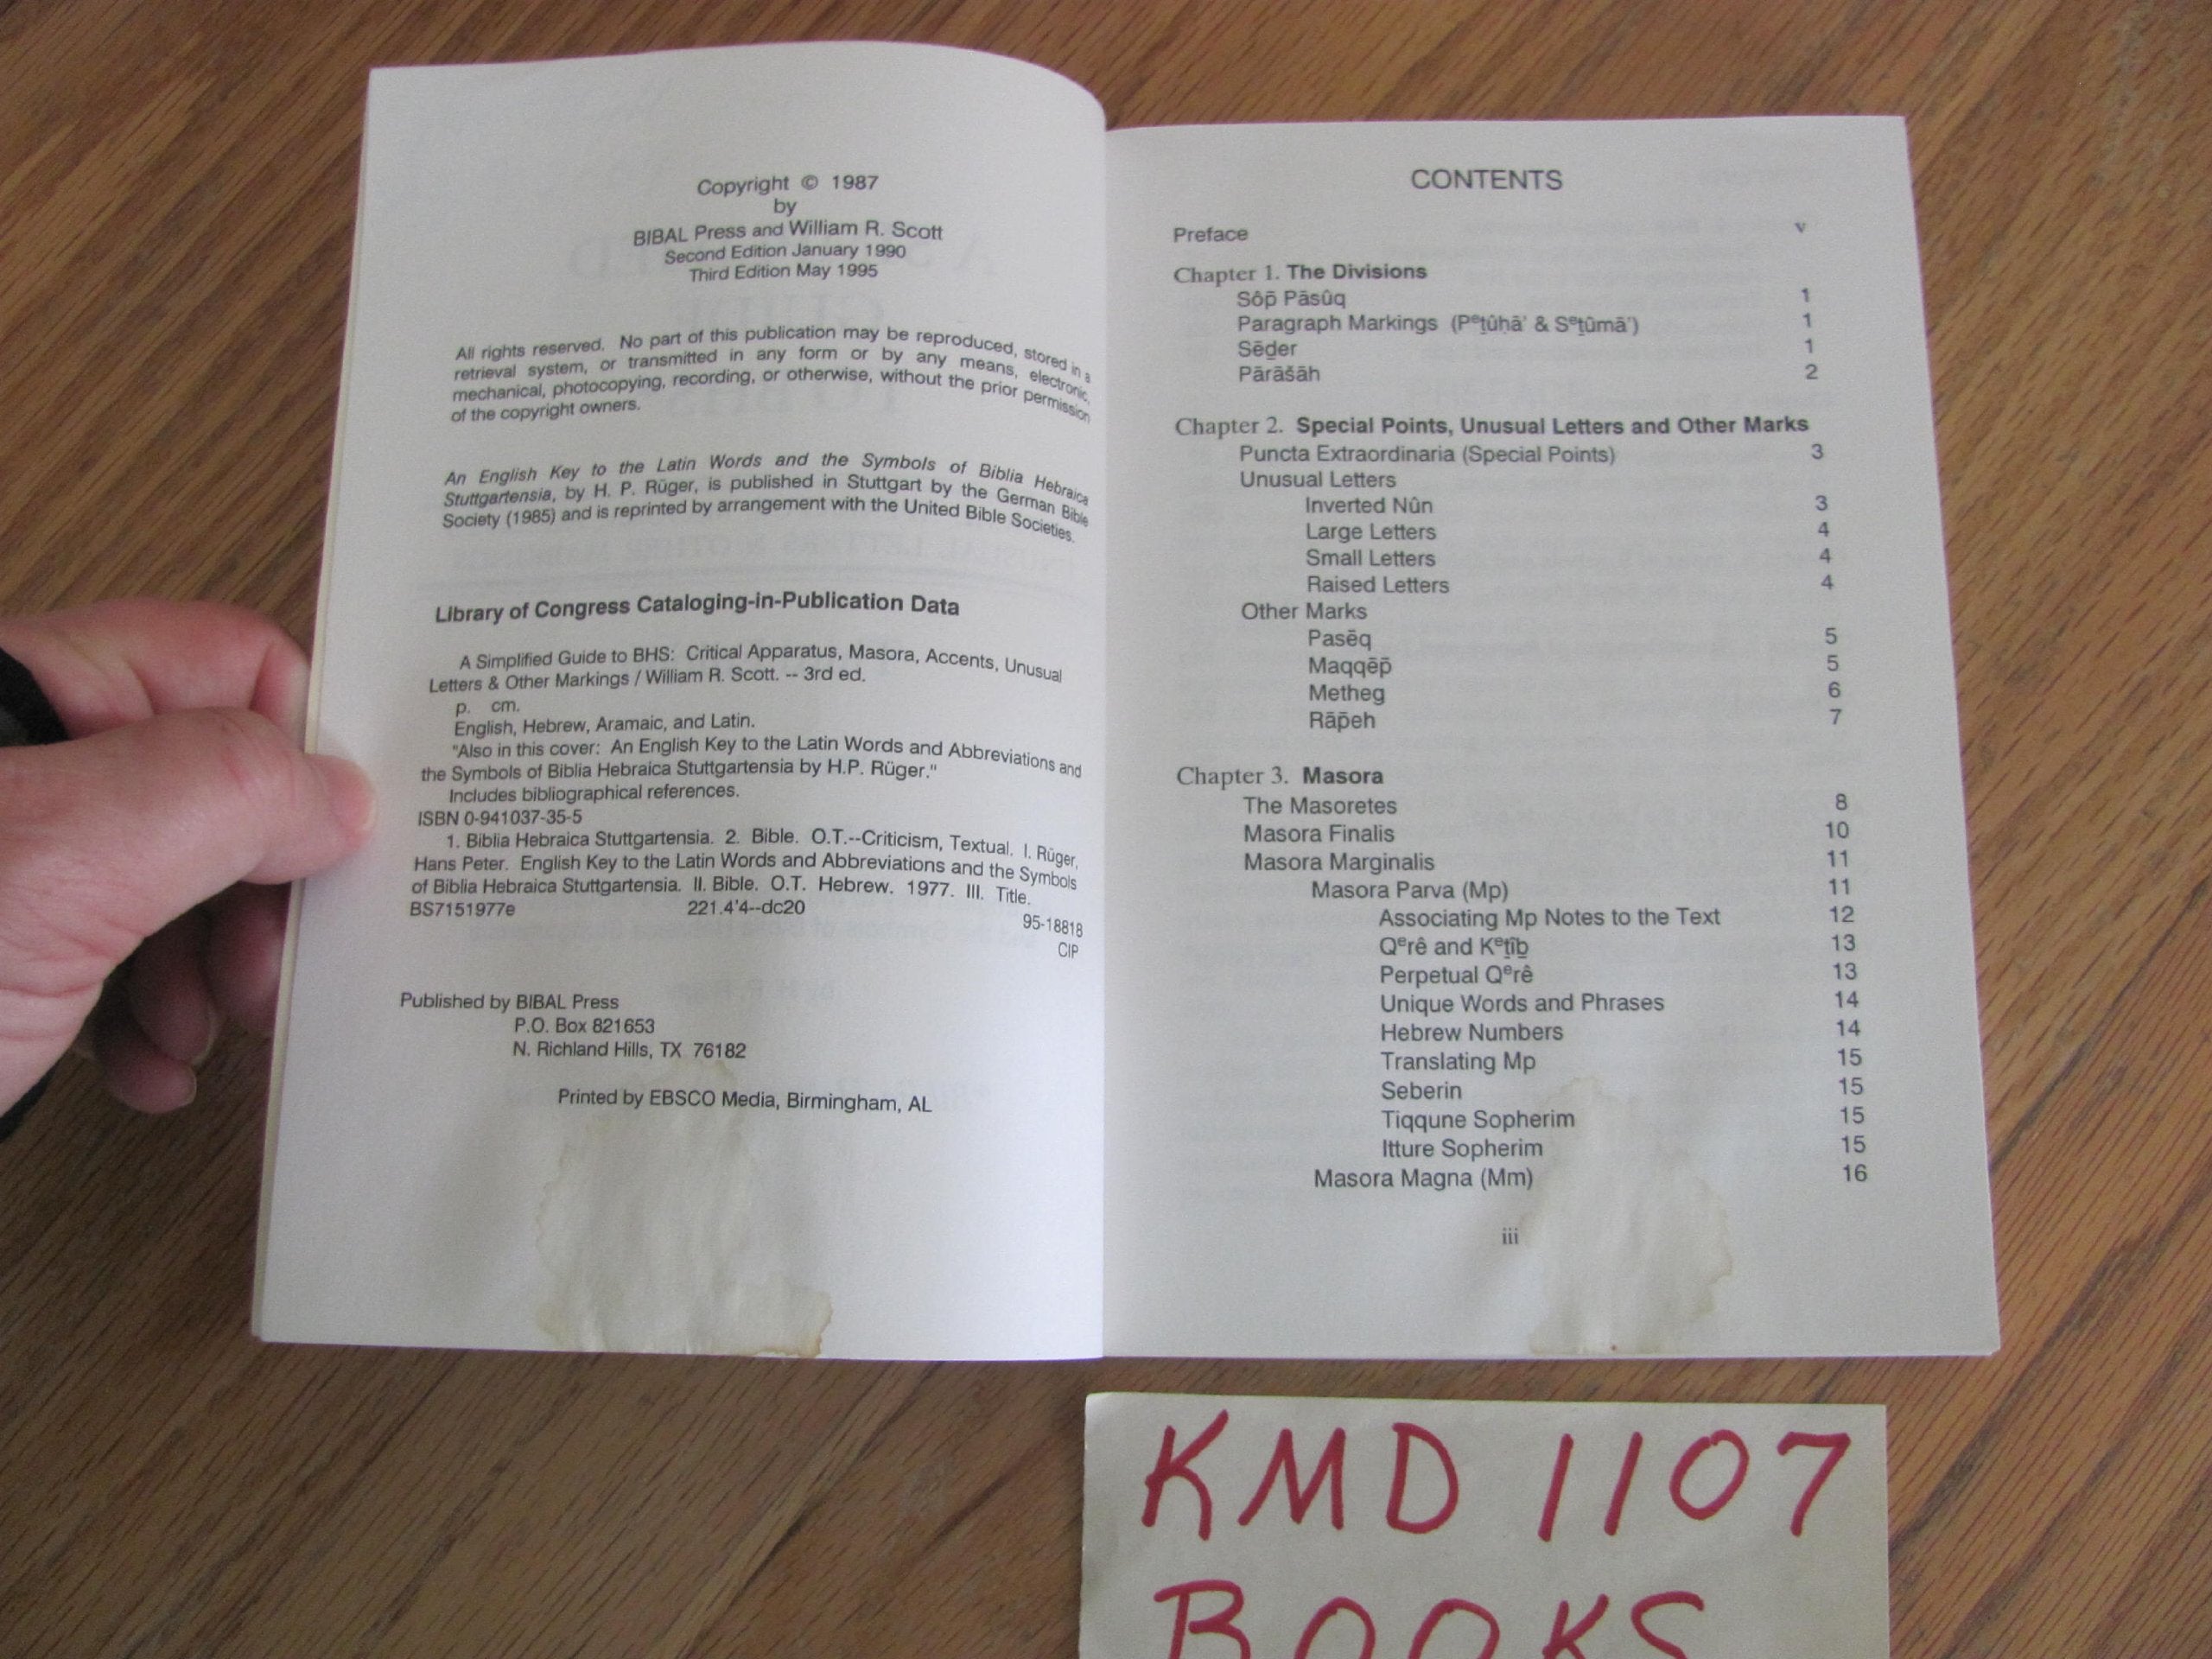 Copyright © 1987
by
BIBAL Press and William R. Scott
Second Edition January 1990
Third Edition May 1995
All rights reserved. No part of this publication may be reproduced, stored in a
retrieval system, or transmitted in any form or by any means, electronic,
mechanical, photocopying, recording, or otherwise, without the prior permission
of the copyright owners.
An English Key to the Latin Words and the Symbols of Biblia Hebraica
Stuttgartensia, by H. P. Rüger, is published in Stuttgart by the German Bible
Society (1985) and is reprinted by arrangement with the United Bible Societies.
Library of Congress Cataloging-in-Publication Data
A Simplified Guide to BHS: Critical Apparatus, Masora, Accents, Unusual
Letters & Other Markings / William R. Scott. -- 3rd ed.
p. cm.
English, Hebrew, Aramaic, and Latin.
"Also in this cover: An English Key to the Latin Words and Abbreviations and
the Symbols of Biblia Hebraica Stuttgartensia by H.P. Rüger."
Includes bibliographical references.
ISBN 0-941037-35-5
1. Biblia Hebraica Stuttgartensia. 2. Bible. O.T.--Criticism, Textual. I. Rüger,
Hans Peter. English Key to the Latin Words and Abbreviations and the Symbols
of Biblia Hebraica Stuttgartensia. II. Bible. O.T. Hebrew. 1977. III. Title.
BS7151977e 221.4'4--dc20 95-18818
CIP
Published by BIBAL Press
P.O. Box 821653
N. Richland Hills, TX 76182
Printed by EBSCO Media, Birmingham, AL
CONTENTS
Preface v
Chapter 1. The Divisions
Sôp̄ Pāsûq 1
Paragraph Markings (Pᵉṯûḥā' & Sᵉṯûmā') 1
Sēḏer 1
Pārāšāh 2
Chapter 2. Special Points, Unusual Letters and Other Marks
Puncta Extraordinaria (Special Points) 3
Unusual Letters
Inverted Nûn 3
Large Letters 4
Small Letters 4
Raised Letters 4
Other Marks
Pasēq 5
Maqqēp̄ 5
Metheg 6
Rāp̄eh 7
Chapter 3. Masora
The Masoretes 8
Masora Finalis 10
Masora Marginalis 11
Masora Parva (Mp) 11
Associating Mp Notes to the Text 12
Qᵉrê and Kᵉṯîḇ 13
Perpetual Qᵉrê 13
Unique Words and Phrases 14
Hebrew Numbers 14
Translating Mp 15
Seberin 15
Tiqqune Sopherim 15
Itture Sopherim 15
Masora Magna (Mm) 16
iii
KMD 1107
BOOKS